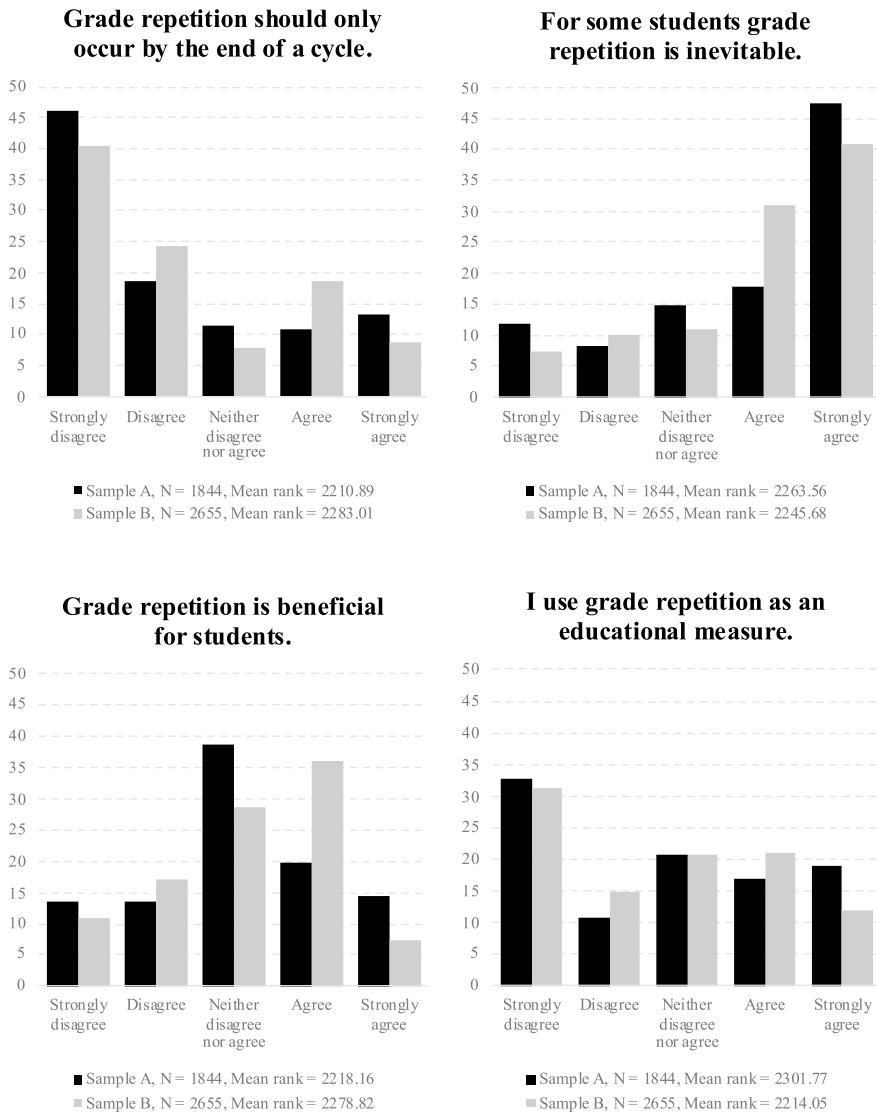 Grade repetition should only
occur by the end of a cycle.
50
45
40
35
30
25
20
15
10
5
0
Strongly
disagree
Disagree
Neither
disagree
nor agree
Agree
Strongly
agree
Sample A, N = 1844, Mean rank = 2210.89
Sample B, N = 2655, Mean rank = 2283.01
For some students grade
repetition is inevitable.
50
45
40
35
30
25
20
15
10
5
0
Strongly
disagree
Disagree
Neither
disagree
nor agree
Agree
Strongly
agree
Sample A, N = 1844, Mean rank = 2263.56
Sample B, N = 2655, Mean rank = 2245.68
Grade repetition is beneficial
for students.
50
45
40
35
30
25
20
15
10
5
0
Strongly
disagree
Disagree
Neither
disagree
nor agree
Agree
Strongly
agree
Sample A, N = 1844, Mean rank = 2218.16
Sample B, N = 2655, Mean rank = 2278.82
I use grade repetition as an
educational measure.
50
45
40
35
30
25
20
15
10
5
0
Strongly
disagree
Disagree
Neither
disagree
nor agree
Agree
Strongly
agree
Sample A, N = 1844, Mean rank = 2301.77
Sample B, N = 2655, Mean rank = 2214.05